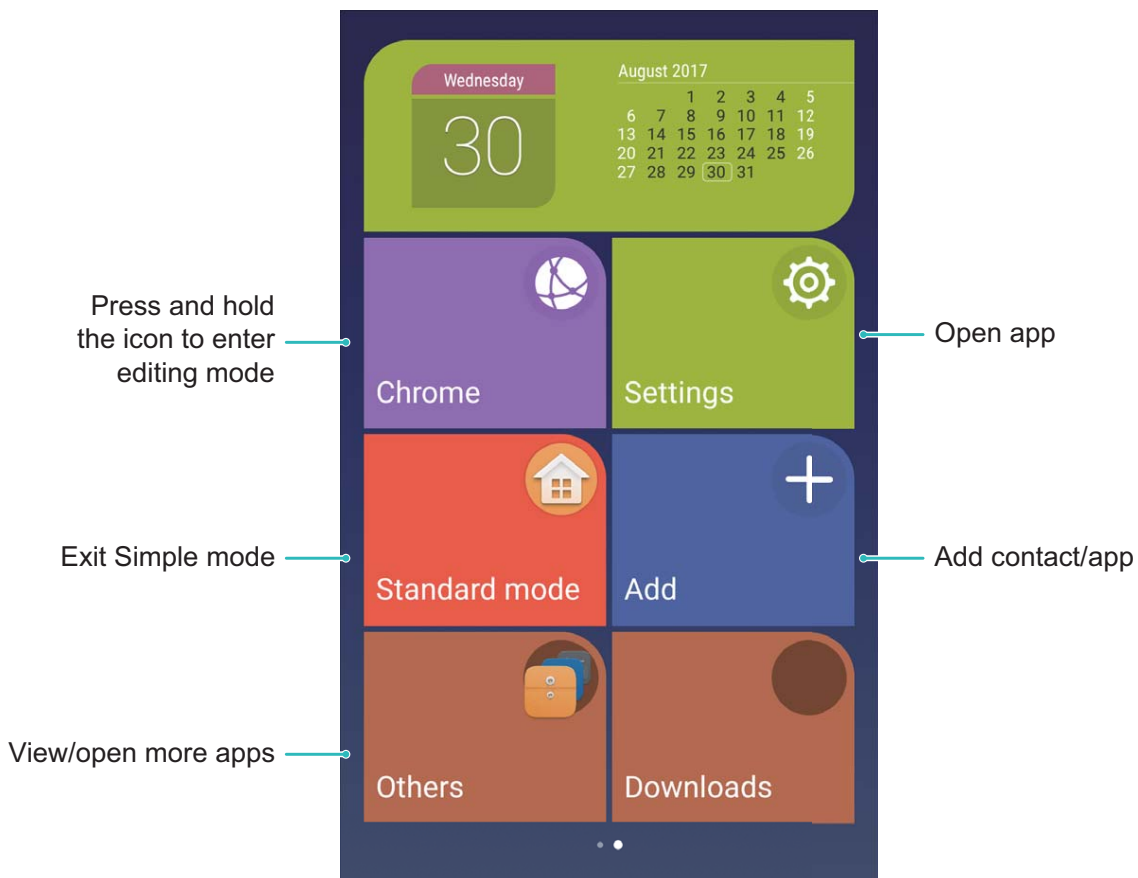 Wednesday
30
August 2017
1 2 3 4 5
6 7 8 9 10 11 12
13 14 15 16 17 18 19
20 21 22 23 24 25 26
27 28 29 30 31
Press and hold
the icon to enter
editing mode
Chrome
Settings
Open app
Exit Simple mode
Standard mode
Add
Add contact/app
View/open more apps
Others
Downloads